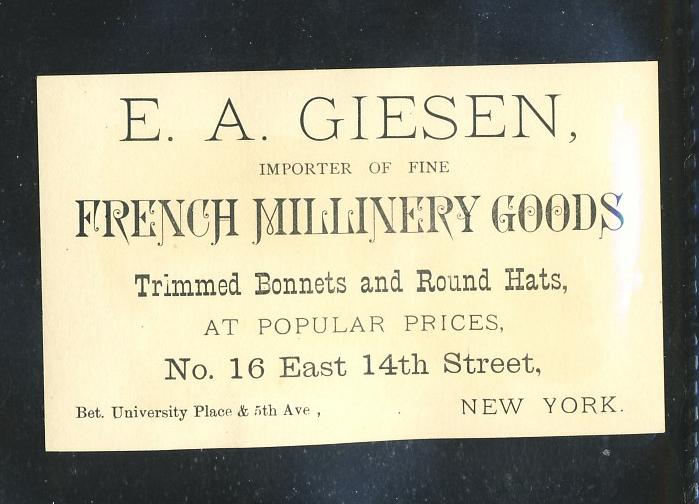 E. A. GIESEN,
IMPORTER OF FINE
FRENCH MILLINERY GOODS
Trimmed Bonnets and Round Hats,
AT POPULAR PRICES,
No. 16 East 14th Street,
Bet. University Place & 5th Ave , NEW YORK.